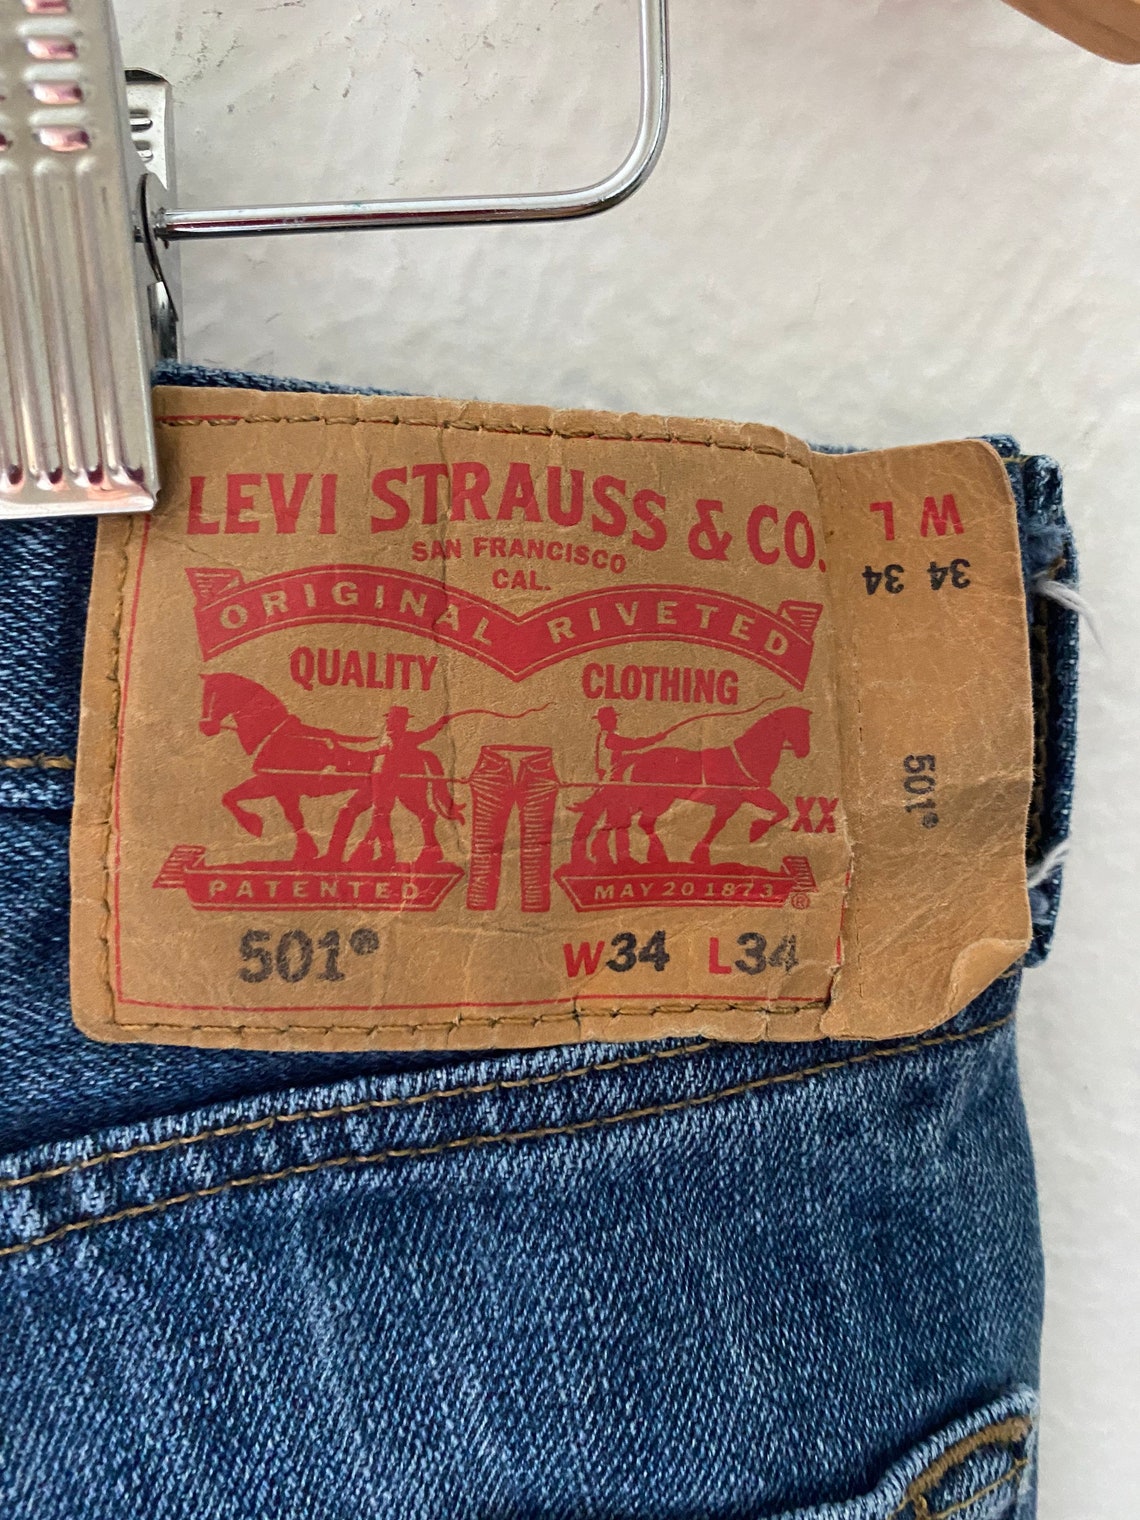 LEVI STRAUSS & CO.
SAN FRANCISCO
CAL.
ORIGINAL RIVETED
QUALITY CLOTHING
XX
PATENTED MAY 20 1873 ®
501® W34 L34
W L
34 34
501®